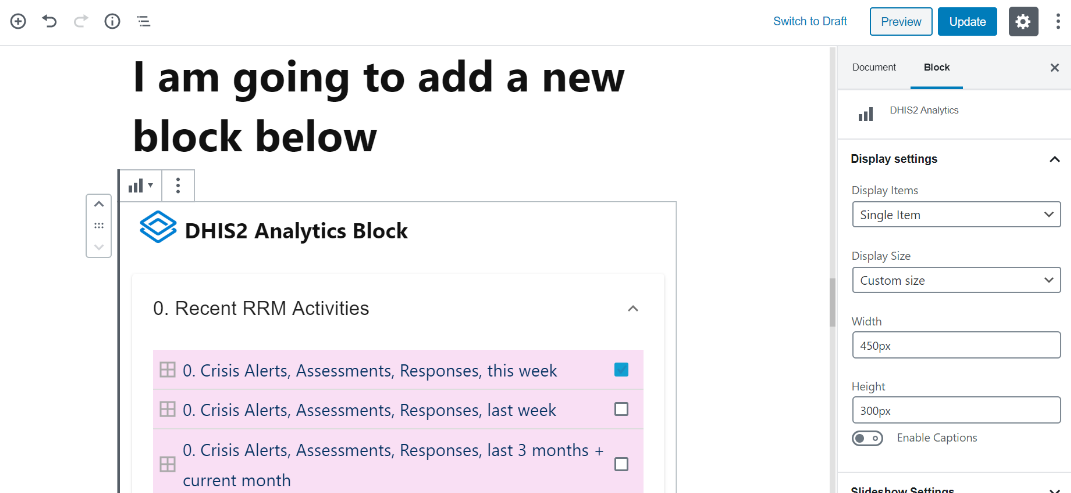 Switch to Draft
Preview
Update
I am going to add a new
block below
DHIS2 Analytics Block
0. Recent RRM Activities
0. Crisis Alerts, Assessments, Responses, this week
0. Crisis Alerts, Assessments, Responses, last week
0. Crisis Alerts, Assessments, Responses, last 3 months +
current month
Document
Block
DHIS2 Analytics
Display settings
Display Items
Single Item
Display Size
Custom size
Width
450px
Height
300px
Enable Captions
Slideshow Settings